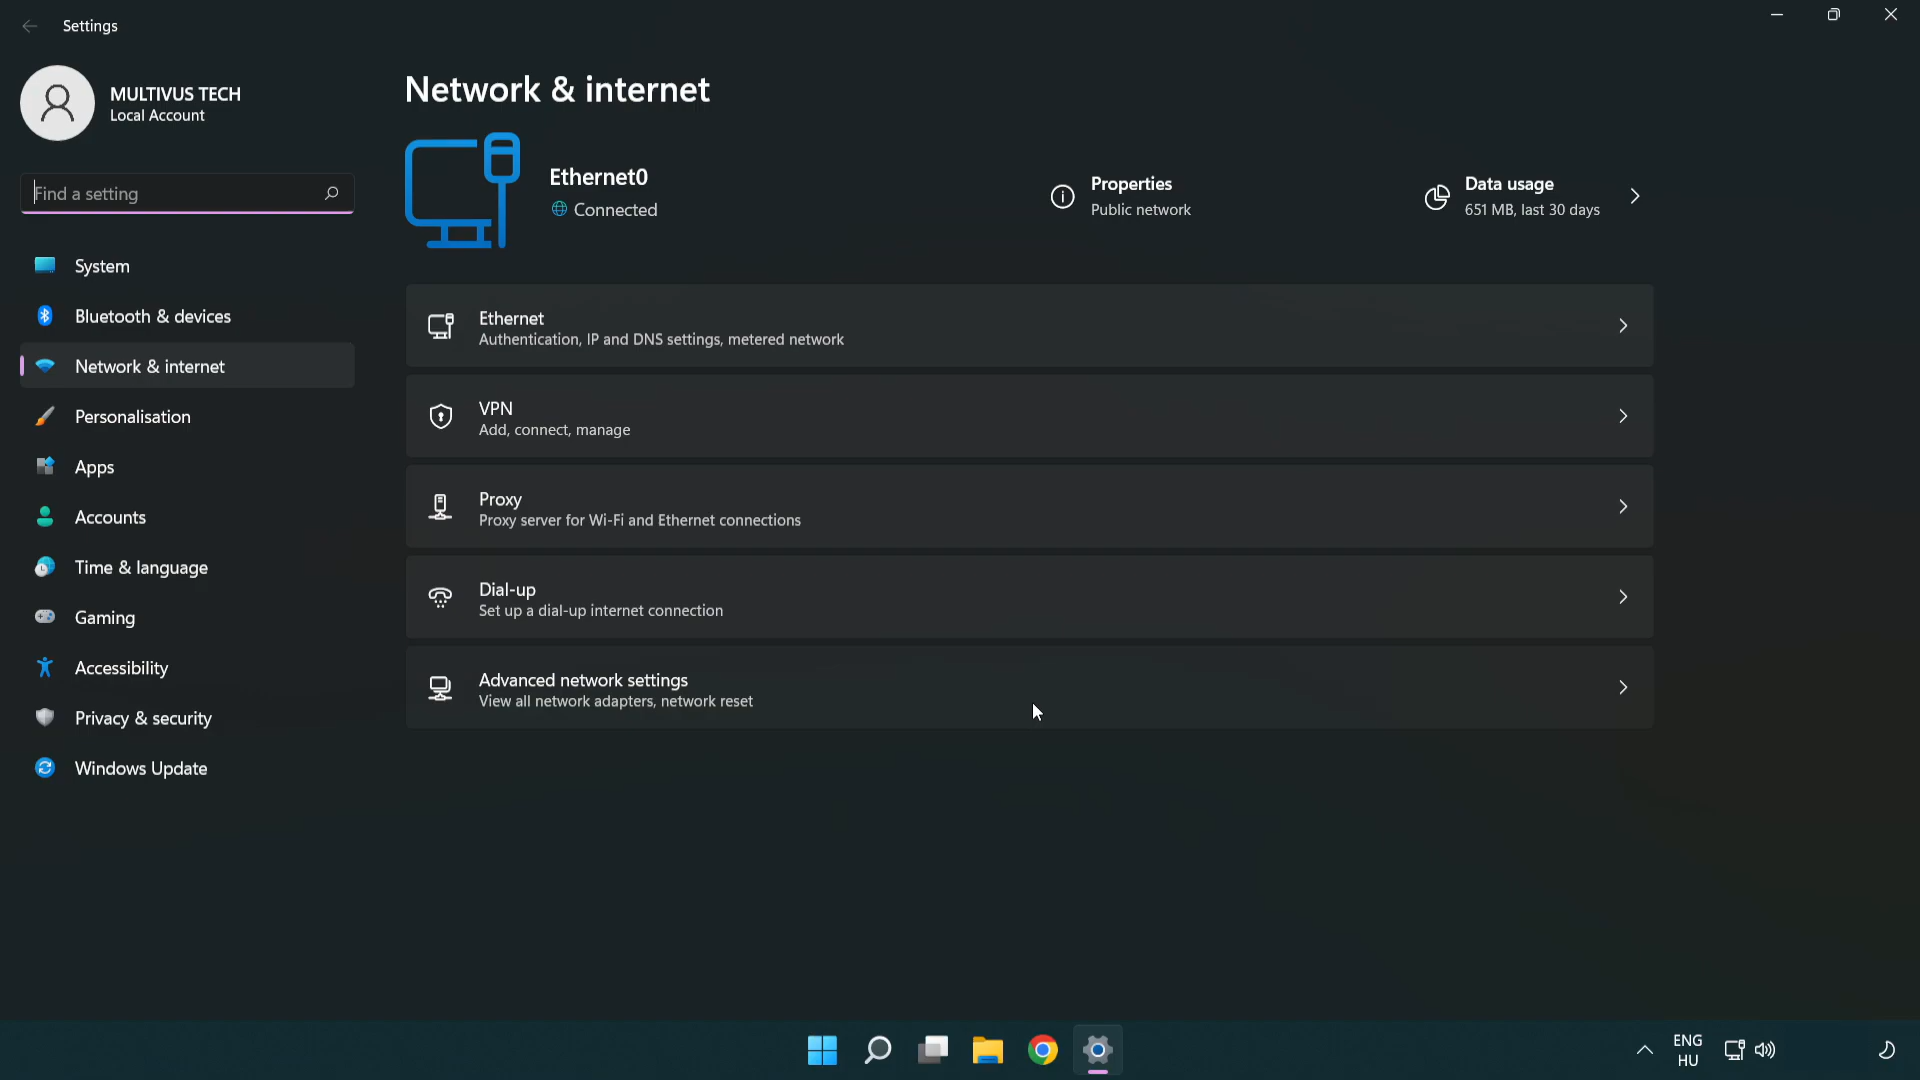 Settings
MULTIVUS TECH
Local Account
Find a setting
System
Bluetooth & devices
Network & internet
Personalisation
Apps
Accounts
Time & language
Gaming
Accessibility
Privacy & security
Windows Update
Network & internet
Ethernet0
Connected
Properties
Public network
Data usage
651 MB, last 30 days
Ethernet
Authentication, IP and DNS settings, metered network
VPN
Add, connect, manage
Proxy
Proxy server for Wi-Fi and Ethernet connections
Dial-up
Set up a dial-up internet connection
Advanced network settings
View all network adapters, network reset
ENG
HU